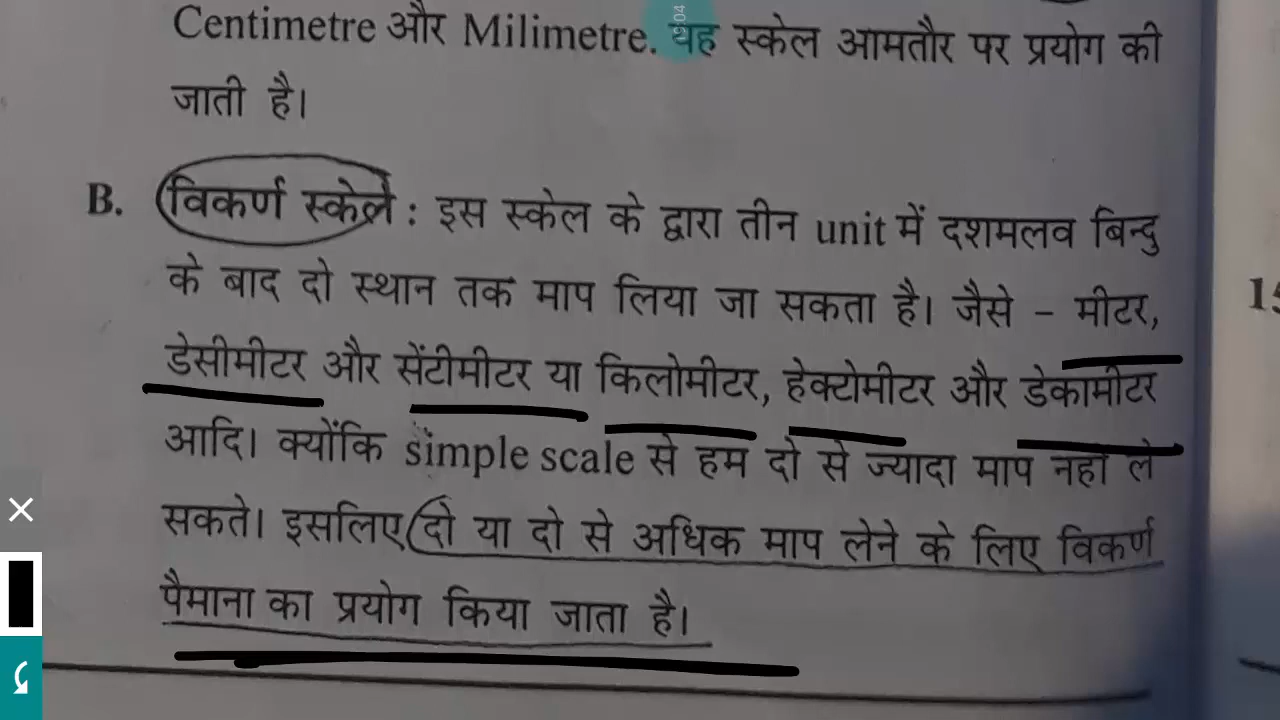 Centimetre और Milimetre. यह स्केल आमतौर पर प्रयोग की
जाती है।
B. विकर्ण स्केल : इस स्केल के द्वारा तीन unit में दशमलव बिन्दु
के बाद दो स्थान तक माप लिया जा सकता है। जैसे - मीटर,
डेसीमीटर और सेंटीमीटर या किलोमीटर, हेक्टोमीटर और डेकामीटर
आदि। क्योंकि simple scale से हम दो से ज्यादा माप नहीं ले
सकते। इसलिए दो या दो से अधिक माप लेने के लिए विकर्ण
पैमाना का प्रयोग किया जाता है।